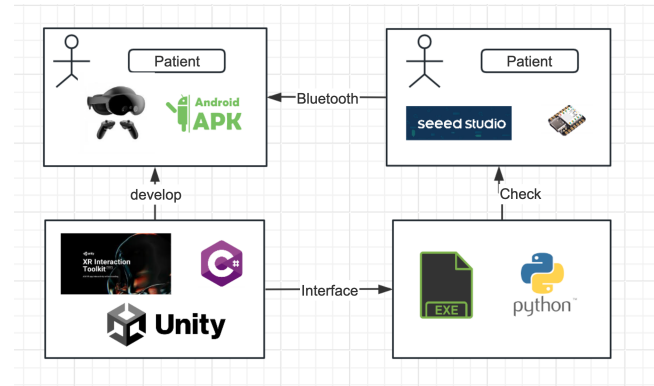 Patient
Android
APK
Bluetooth
Patient
seeed studio
develop
Check
XR Interaction
Toolkit
C#
Unity
Interface
EXE
python